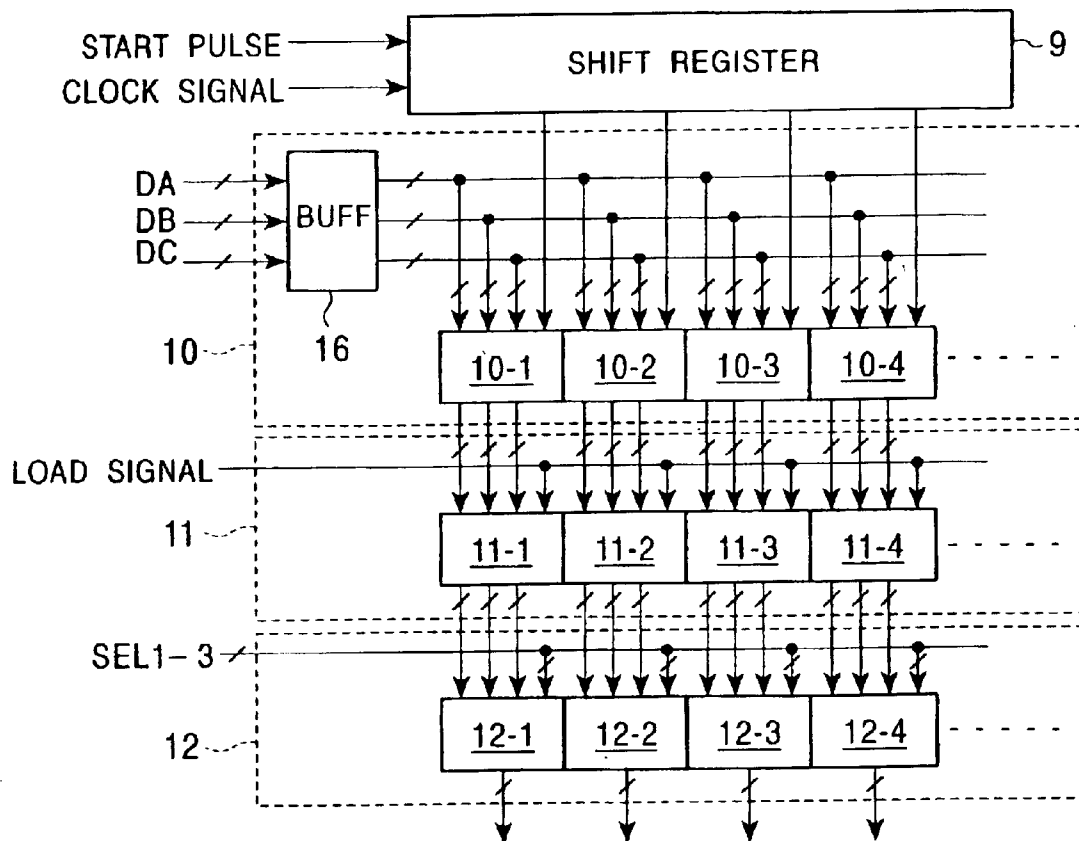 START PULSE
CLOCK SIGNAL
SHIFT REGISTER
9
DA
DB
DC
BUFF
16
10
10-1 10-2 10-3 10-4
LOAD SIGNAL
11
11-1 11-2 11-3 11-4
SEL1-3
12
12-1 12-2 12-3 12-4